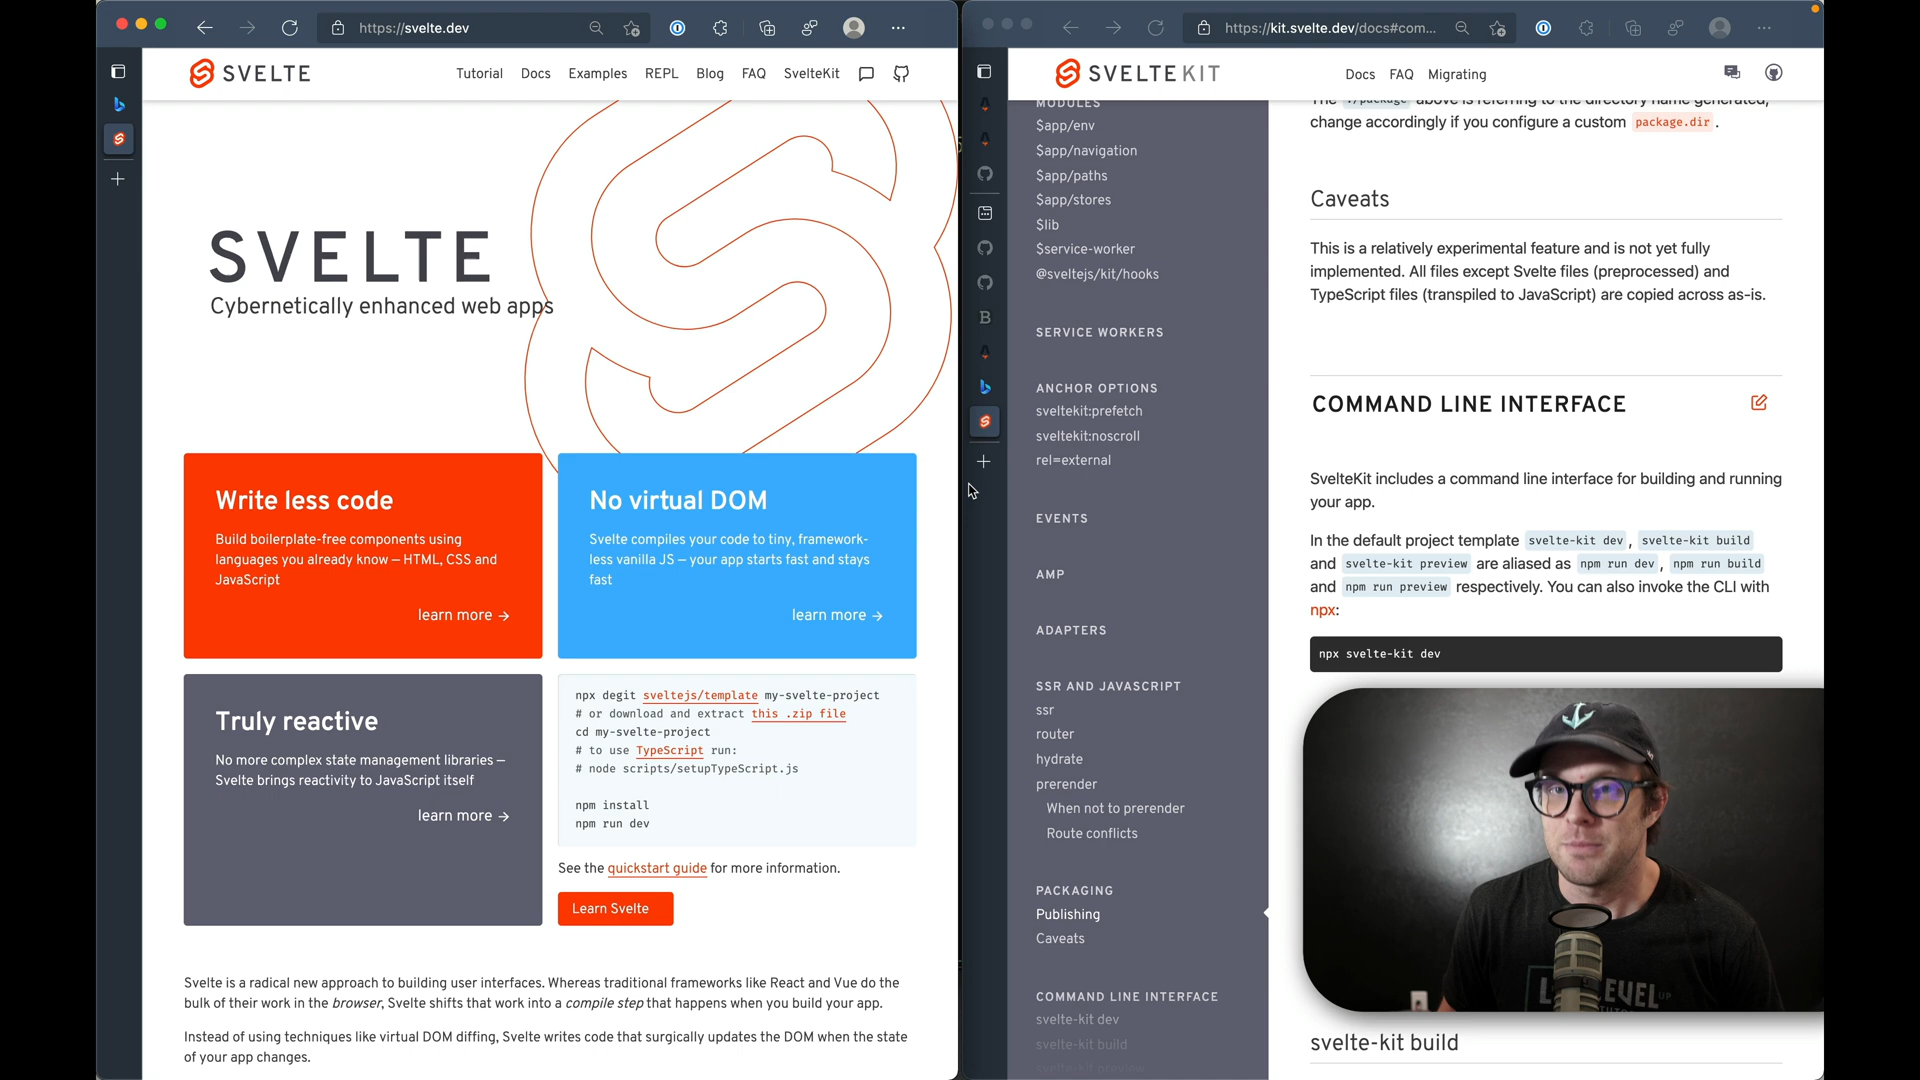 https://svelte.dev
SVELTE
Tutorial Docs Examples REPL Blog FAQ SvelteKit
SVELTE
Cybernetically enhanced web apps
Write less code
Build boilerplate-free components using
languages you already know — HTML, CSS and
JavaScript
learn more →
No virtual DOM
Svelte compiles your code to tiny, framework-
less vanilla JS — your app starts fast and stays
fast
learn more →
Truly reactive
No more complex state management libraries —
Svelte brings reactivity to JavaScript itself
learn more →
npx degit sveltejs/template my-svelte-project
# or download and extract this .zip file
cd my-svelte-project
# to use TypeScript run:
# node scripts/setupTypeScript.js
npm install
npm run dev
See the quickstart guide for more information.
Learn Svelte
Svelte is a radical new approach to building user interfaces. Whereas traditional frameworks like React and Vue do the
bulk of their work in the browser, Svelte shifts that work into a compile step that happens when you build your app.
Instead of using techniques like virtual DOM diffing, Svelte writes code that surgically updates the DOM when the state
of your app changes.
https://kit.svelte.dev/docs#com...
SVELTEKIT
Docs FAQ Migrating
MODULES
$app/env
$app/navigation
$app/paths
$app/stores
$lib
$service-worker
@sveltejs/kit/hooks
SERVICE WORKERS
ANCHOR OPTIONS
sveltekit:prefetch
sveltekit:noscroll
rel=external
EVENTS
AMP
ADAPTERS
SSR AND JAVASCRIPT
ssr
router
hydrate
prerender
When not to prerender
Route conflicts
PACKAGING
Publishing
Caveats
COMMAND LINE INTERFACE
svelte-kit dev
svelte-kit build
svelte-kit preview
The ./package above is referring to the directory name generated,
change accordingly if you configure a custom package.dir.
Caveats
This is a relatively experimental feature and is not yet fully
implemented. All files except Svelte files (preprocessed) and
TypeScript files (transpiled to JavaScript) are copied across as-is.
COMMAND LINE INTERFACE
SvelteKit includes a command line interface for building and running
your app.
In the default project template svelte-kit dev, svelte-kit build
and svelte-kit preview are aliased as npm run dev, npm run build
and npm run preview respectively. You can also invoke the CLI with
npx:
npx svelte-kit dev
svelte-kit build